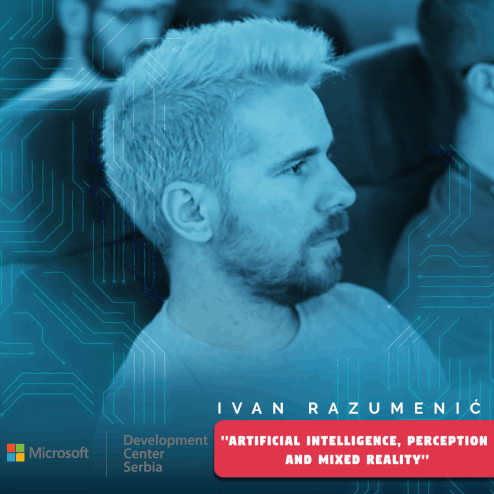 IVAN RAZUMENIĆ
Microsoft
Development
Center
Serbia
"ARTIFICIAL INTELLIGENCE, PERCEPTION
AND MIXED REALITY"